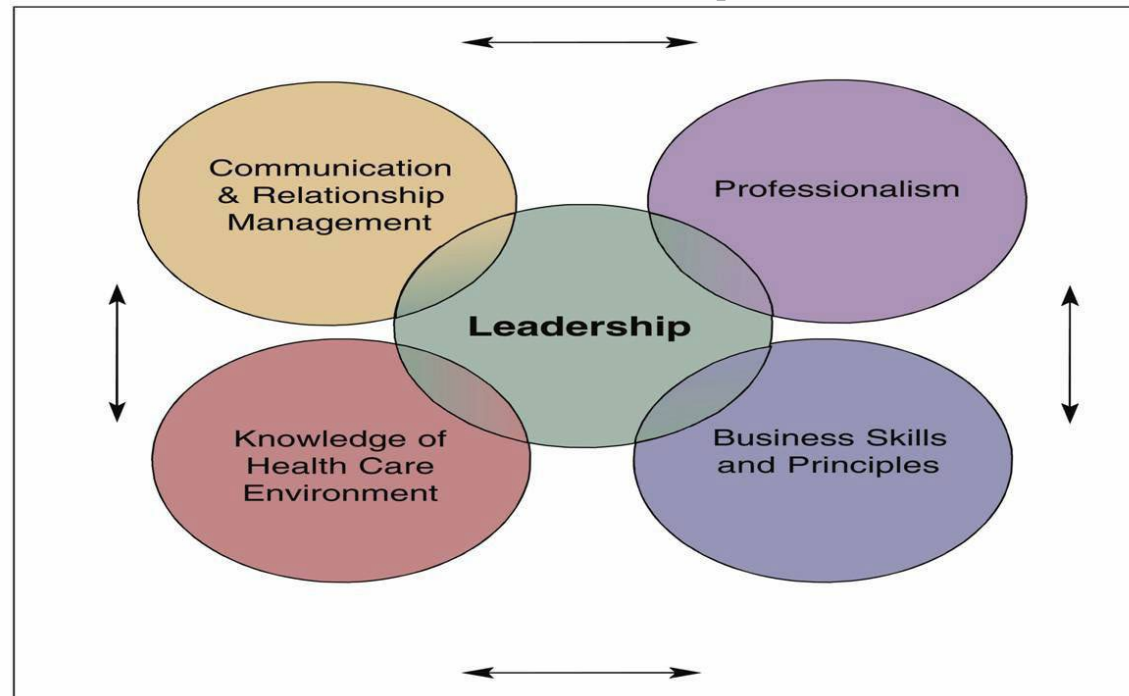 Communication
& Relationship
Management
Professionalism
Leadership
Knowledge of
Health Care
Environment
Business Skills
and Principles